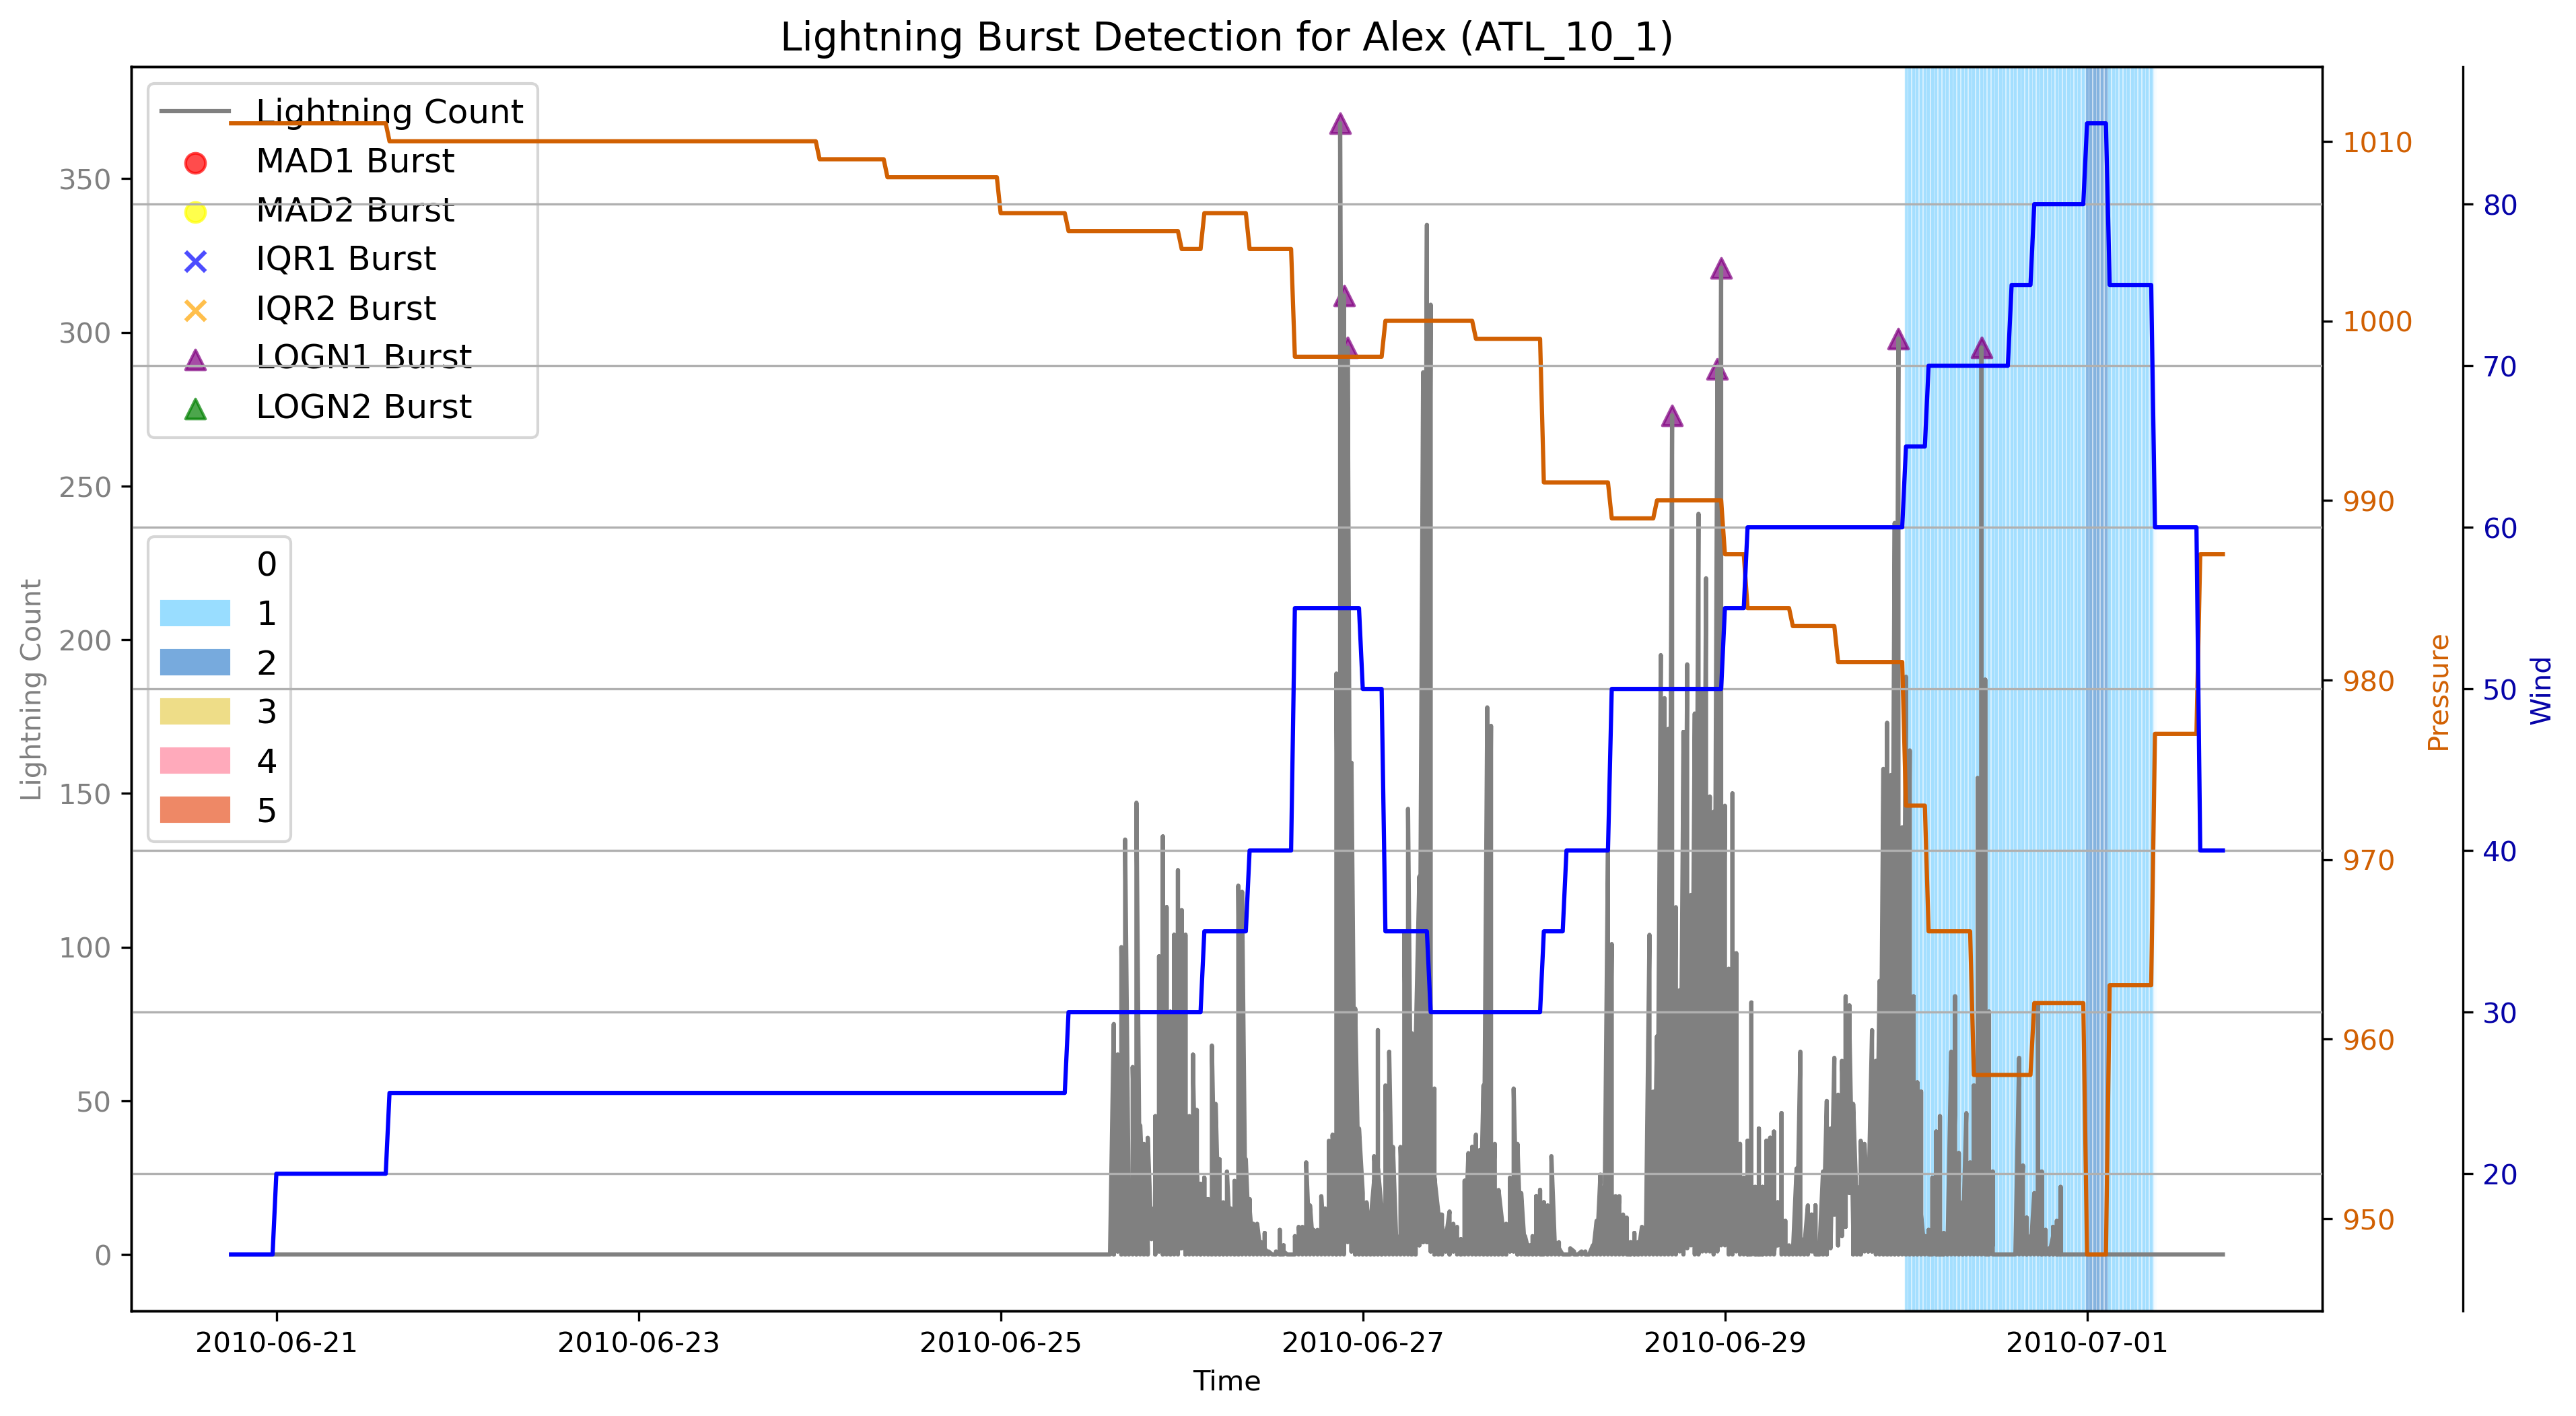 Lightning Burst Detection for Alex (ATL_10_1)
Lightning Count
MAD1 Burst
MAD2 Burst
IQR1 Burst
IQR2 Burst
LOGN1 Burst
LOGN2 Burst
0
1
2
3
4
5
Lightning Count
350
300
250
200
150
100
50
0
1010
1000
990
980
970
960
950
Pressure
80
70
60
50
40
30
20
Wind
2010-06-21
2010-06-23
2010-06-25
2010-06-27
2010-06-29
2010-07-01
Time